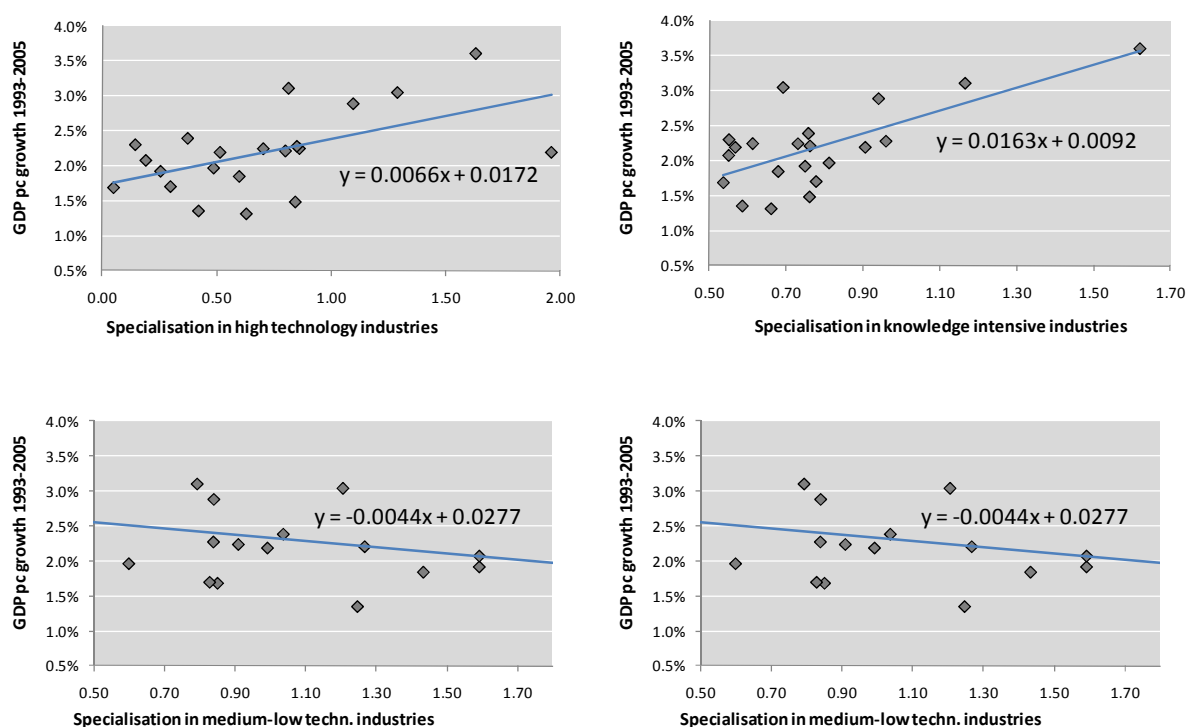 4.0%
3.5%
3.0%
2.5%
2.0%
1.5%
1.0%
0.5%
GDP pc growth 1993-2005
y = 0.0066x + 0.0172
0.00 0.50 1.00 1.50 2.00
Specialisation in high technology industries
4.0%
3.5%
3.0%
2.5%
2.0%
1.5%
1.0%
0.5%
GDP pc growth 1993-2005
y = 0.0163x + 0.0092
0.50 0.70 0.90 1.10 1.30 1.50 1.70
Specialisation in knowledge intensive industries
4.0%
3.5%
3.0%
2.5%
2.0%
1.5%
1.0%
0.5%
GDP pc growth 1993-2005
y = -0.0044x + 0.0277
0.50 0.70 0.90 1.10 1.30 1.50 1.70
Specialisation in medium-low techn. industries
4.0%
3.5%
3.0%
2.5%
2.0%
1.5%
1.0%
0.5%
GDP pc growth 1993-2005
y = -0.0044x + 0.0277
0.50 0.70 0.90 1.10 1.30 1.50 1.70
Specialisation in medium-low techn. industries